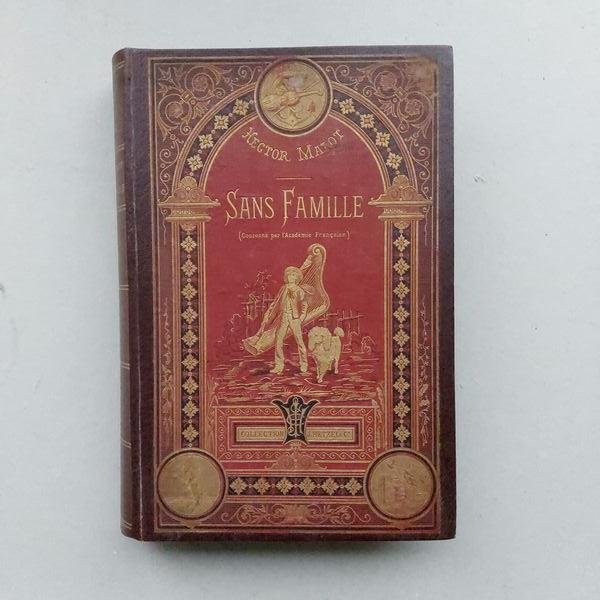 HECTOR MALOT
SANS FAMILLE
(Couronné par l'Académie Française)
COLLECTION J. HETZEL & Cie